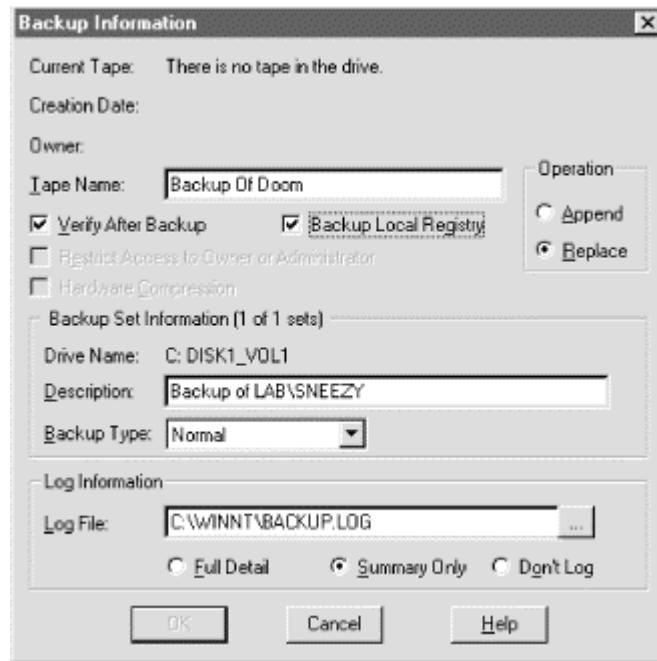 Backup Information
Current Tape: There is no tape in the drive.
Creation Date:
Owner:
Tape Name: Backup Of Doom
Operation
Append
Replace
Verify After Backup Backup Local Registry
Restrict Access to Owner or Administrator
Hardware Compression
Backup Set Information (1 of 1 sets)
Drive Name: C: DISK1_VOL1
Description: Backup of LAB\SNEEZY
Backup Type: Normal
Log Information
Log File: C:\WINNT\BACKUP.LOG ...
Full Detail Summary Only Don't Log
OK Cancel Help